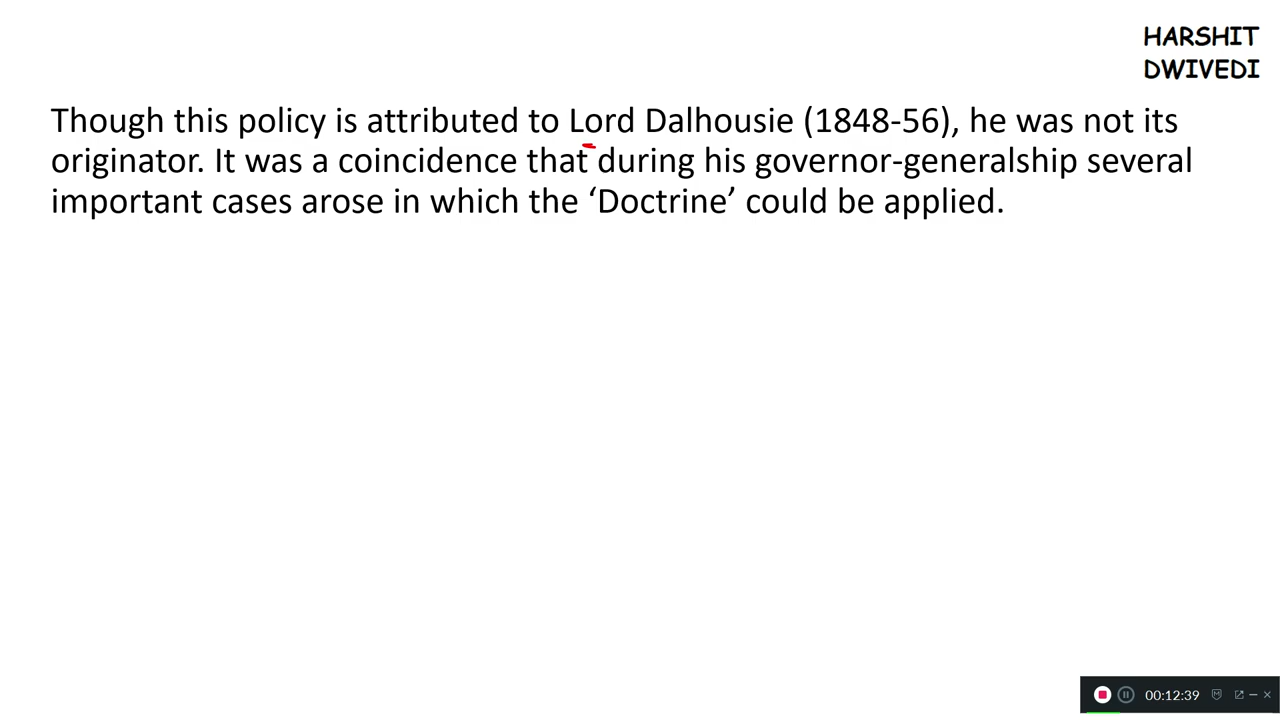 HARSHIT
DWIVEDI
Though this policy is attributed to Lord Dalhousie (1848-56), he was not its
originator. It was a coincidence that during his governor-generalship several
important cases arose in which the ‘Doctrine’ could be applied.
00:12:39